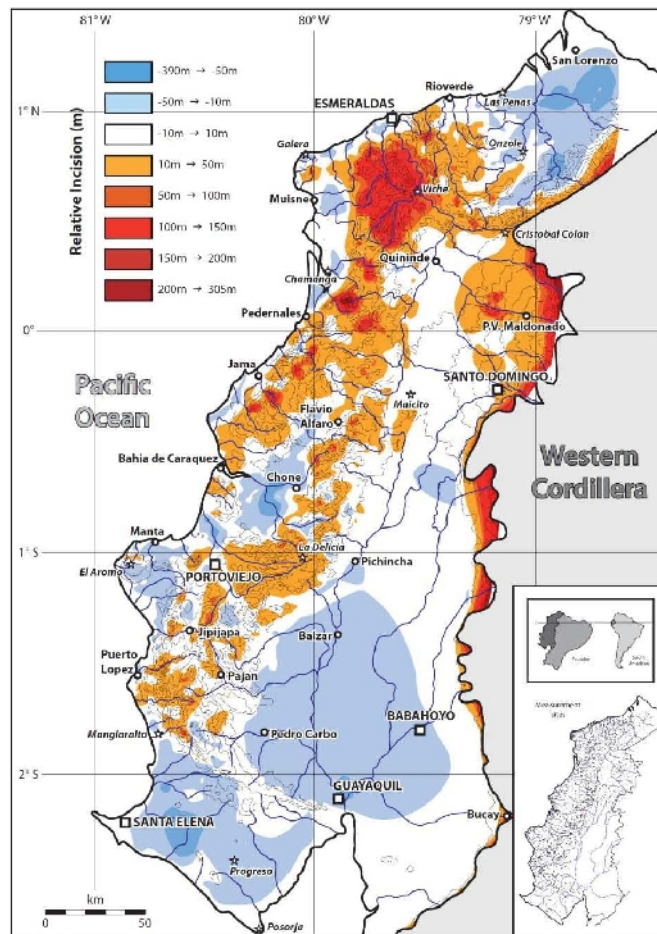 81°W
80°W
79°W
San Lorenzo
-390m → -50m
-50m → -10m
-10m → 10m
10m → 50m
50m → 100m
100m → 150m
150m → 200m
200m → 305m
Relative Incision (m)
Rioverde
Las Penas
ESMERALDAS
1°N
Galera
Onzole
Muisne
Viche
Cristobal Colon
Quininde
Chamanga
Pedernales
0°
P.V. Maldonado
Jama
SANTO DOMINGO
Pacific
Ocean
Maicito
Flavio
Alfaro
Western
Cordillera
Bahia de Caraquez
Chone
Manta
1°S
La Delicia
El Aromo
PORTOVIEJO
Pichincha
Jipijapa
Balzar
Puerto
Lopez
Pajan
Manglaralto
Pedro Carbo
BABAHOYO
2°S
GUAYAQUIL
SANTA ELENA
Bucay
Progreso
km
0
50
Posorja
Measurement